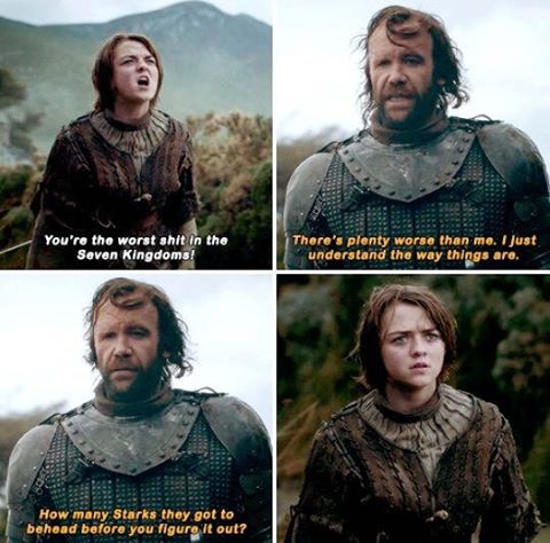 You're the worst shit in the
Seven Kingdoms!
There's plenty worse than me. I just
understand the way things are.
How many Starks they got to
behead before you figure it out?